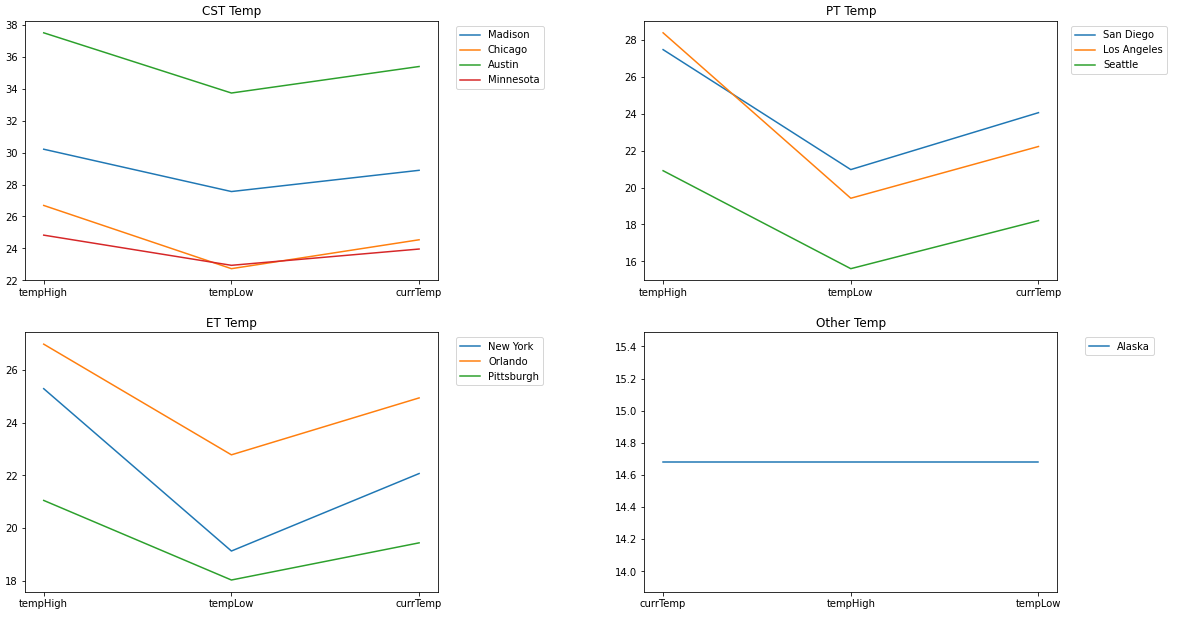 CST Temp
38
36
34
32
30
28
26
24
22
tempHigh tempLow currTemp
Madison
Chicago
Austin
Minnesota
PT Temp
28
26
24
22
20
18
16
tempHigh tempLow currTemp
San Diego
Los Angeles
Seattle
ET Temp
26
24
22
20
18
tempHigh tempLow currTemp
New York
Orlando
Pittsburgh
Other Temp
15.4
15.2
15.0
14.8
14.6
14.4
14.2
14.0
currTemp tempHigh tempLow
Alaska